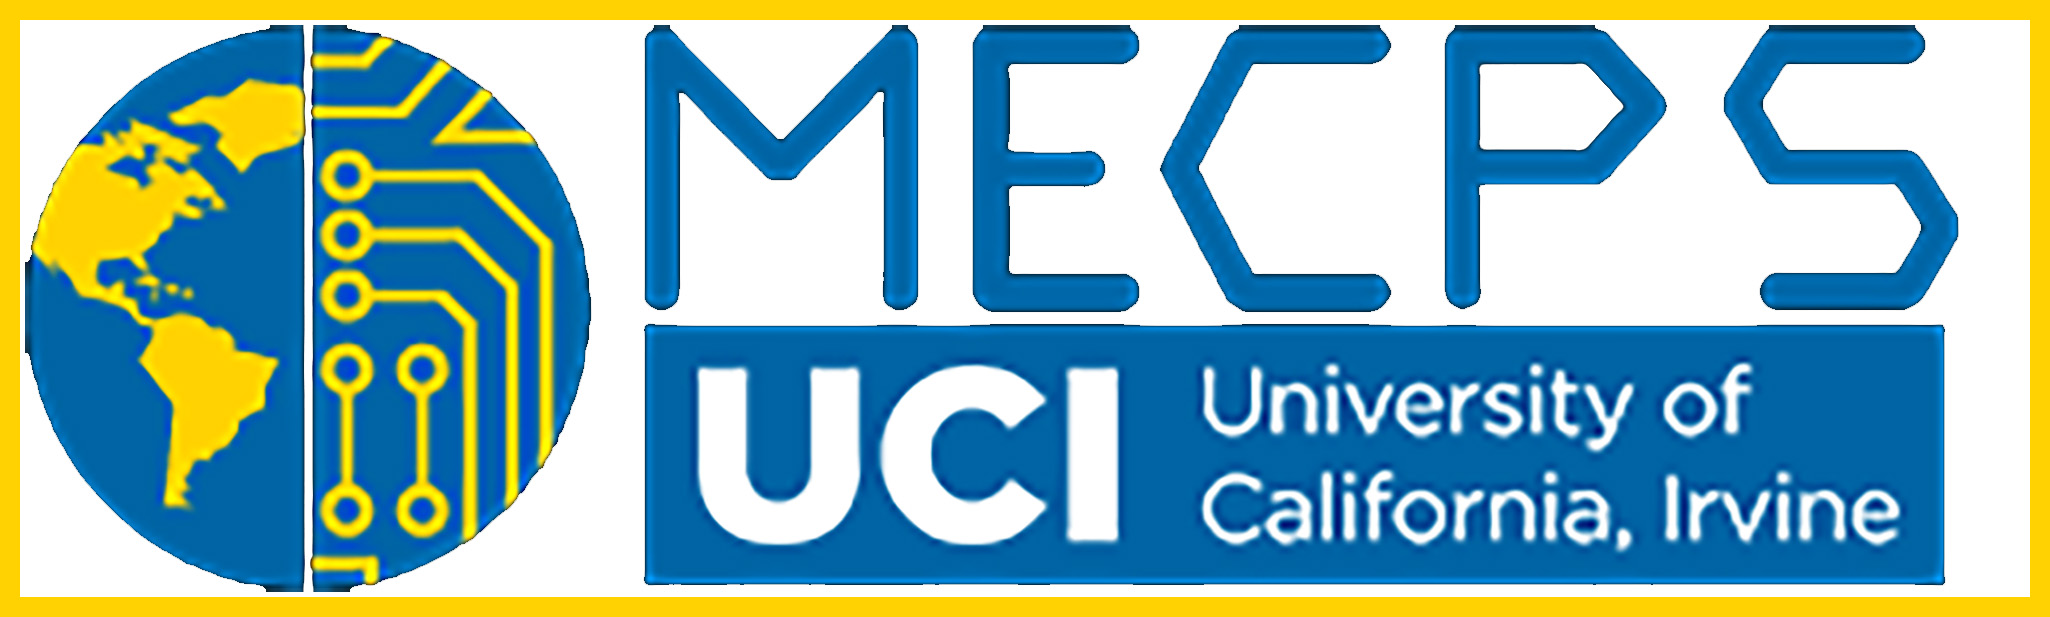 MECPS
UCI
University of
California, Irvine